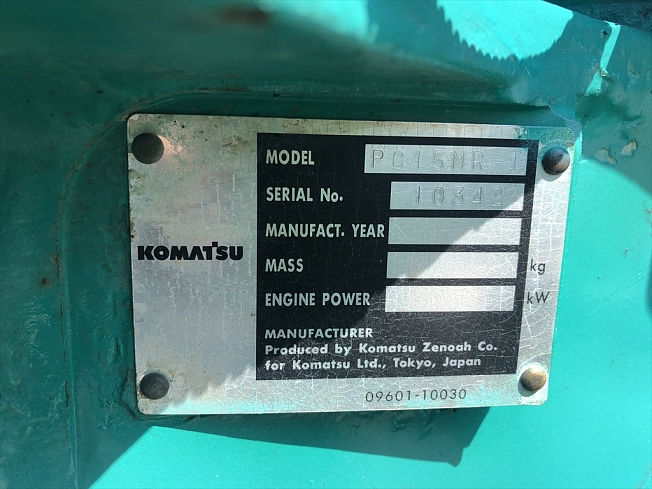 KOMATSU
MODEL PC15MR-1
SERIAL No. 10342
MANUFACT. YEAR
MASS kg
ENGINE POWER kW
MANUFACTURER
Produced by Komatsu Zenoah Co.
for Komatsu Ltd., Tokyo, Japan
09601-10030